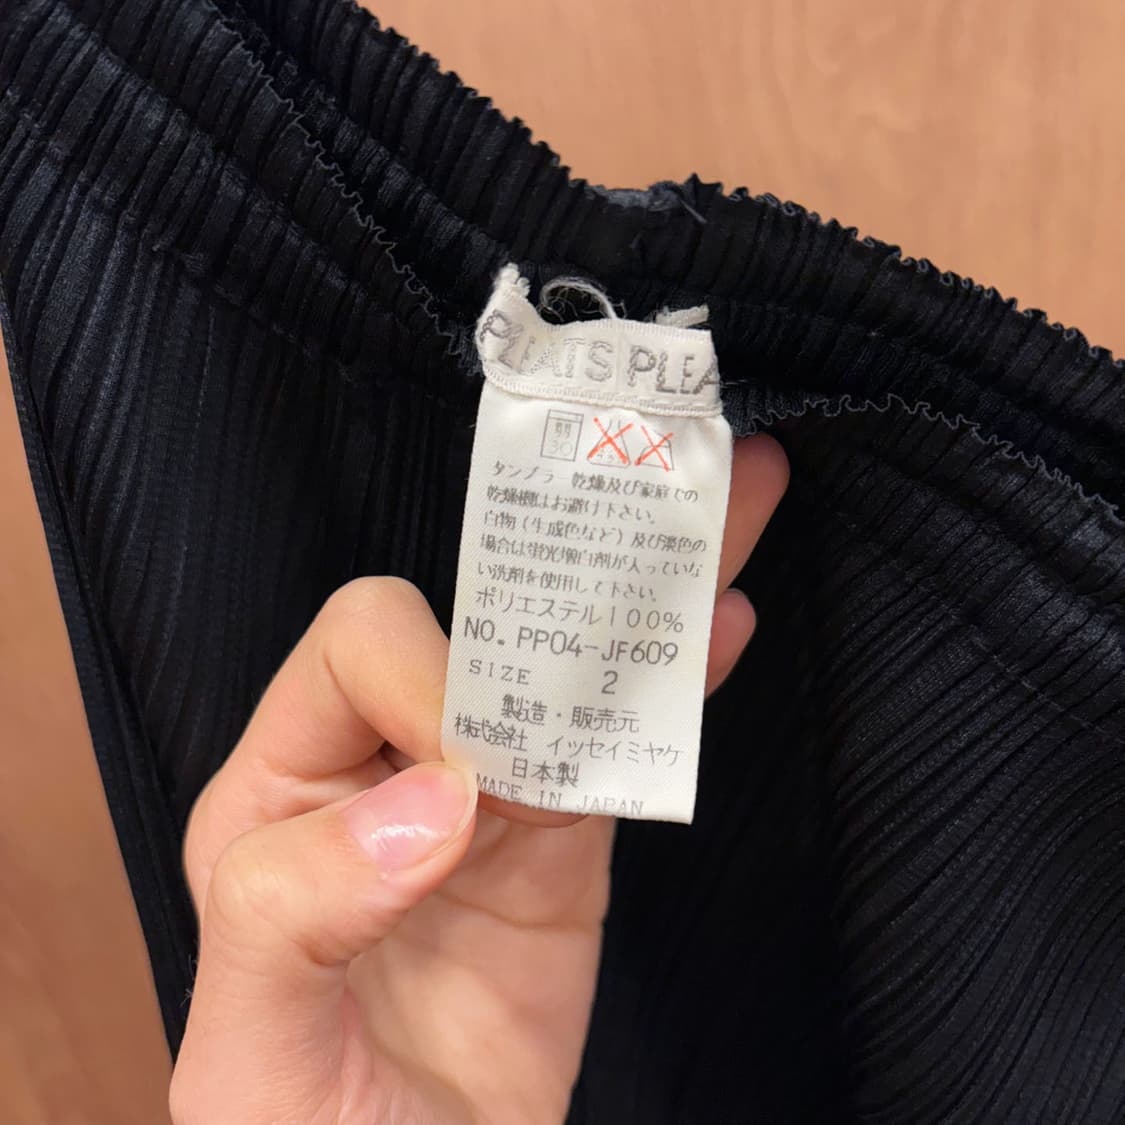 PLEATS PLEA
30
タンブラー乾燥及び家庭での
乾燥機はお避け下さい。
白物(生成色など)及び淡色の
場合は蛍光増白剤が入っていな
い洗剤を使用して下さい。
ポリエステル100%
NO. PP04-JF609
SIZE 2
製造・販売元
株式会社 イッセイミヤケ
日本製
MADE IN JAPAN